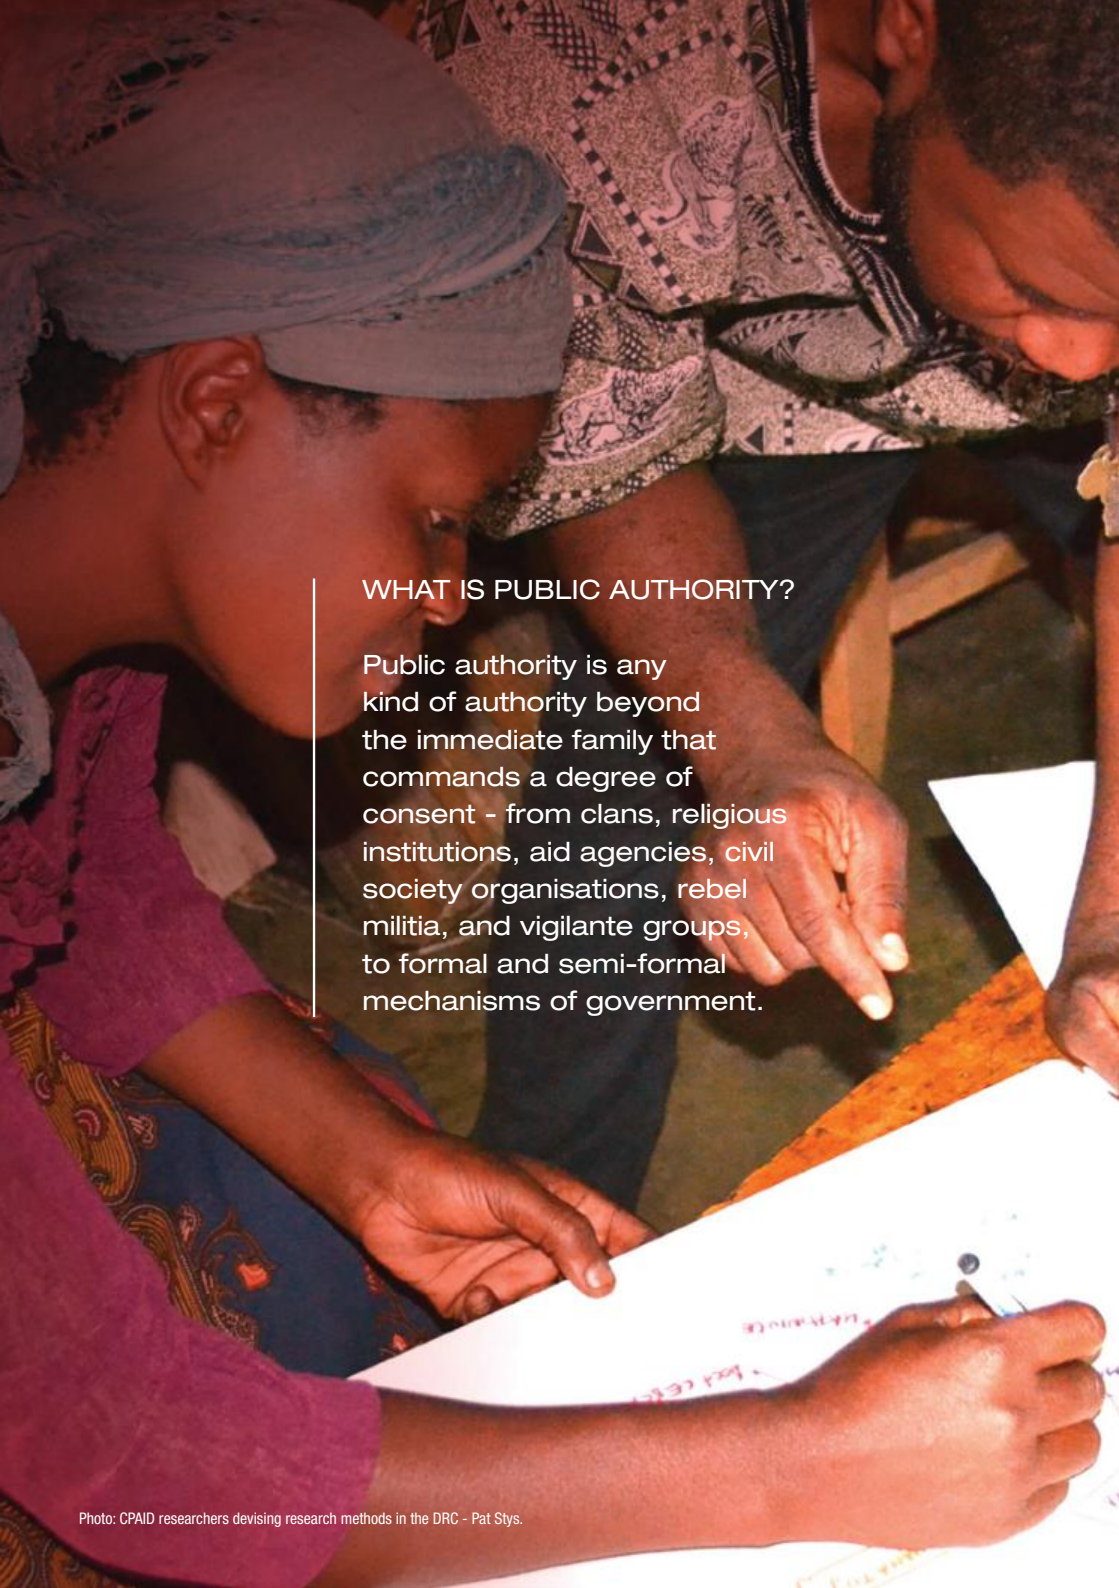 WHAT IS PUBLIC AUTHORITY?
Public authority is any
kind of authority beyond
the immediate family that
commands a degree of
consent - from clans, religious
institutions, aid agencies, civil
society organisations, rebel
militia, and vigilante groups,
to formal and semi-formal
mechanisms of government.
Photo: CPAID researchers devising research methods in the DRC - Pat Stys.